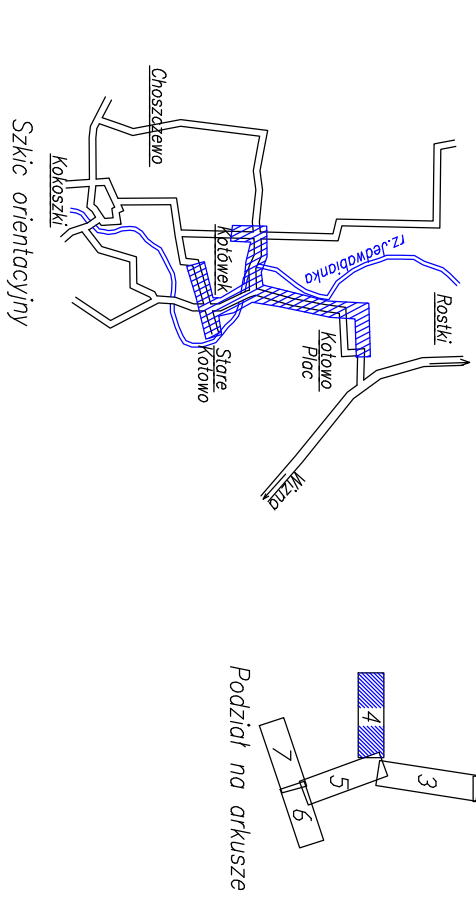 Rostki
rz.Jedwabianka
Wizna
Kotowo
Plac
Choszczewo
Kotówek
Stare
Kotowo
Kokoszki
Szkic orientacyjny
3
4
5
7
6
Podział na arkusze